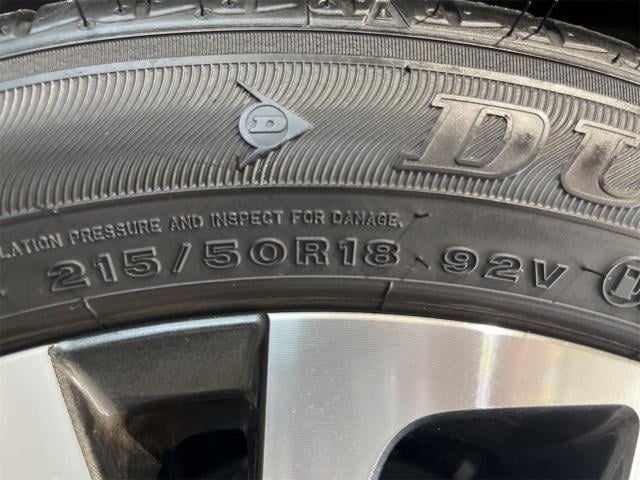 D
DU
LATION PRESSURE AND INSPECT FOR DAMAGE.
215/50R18 92V